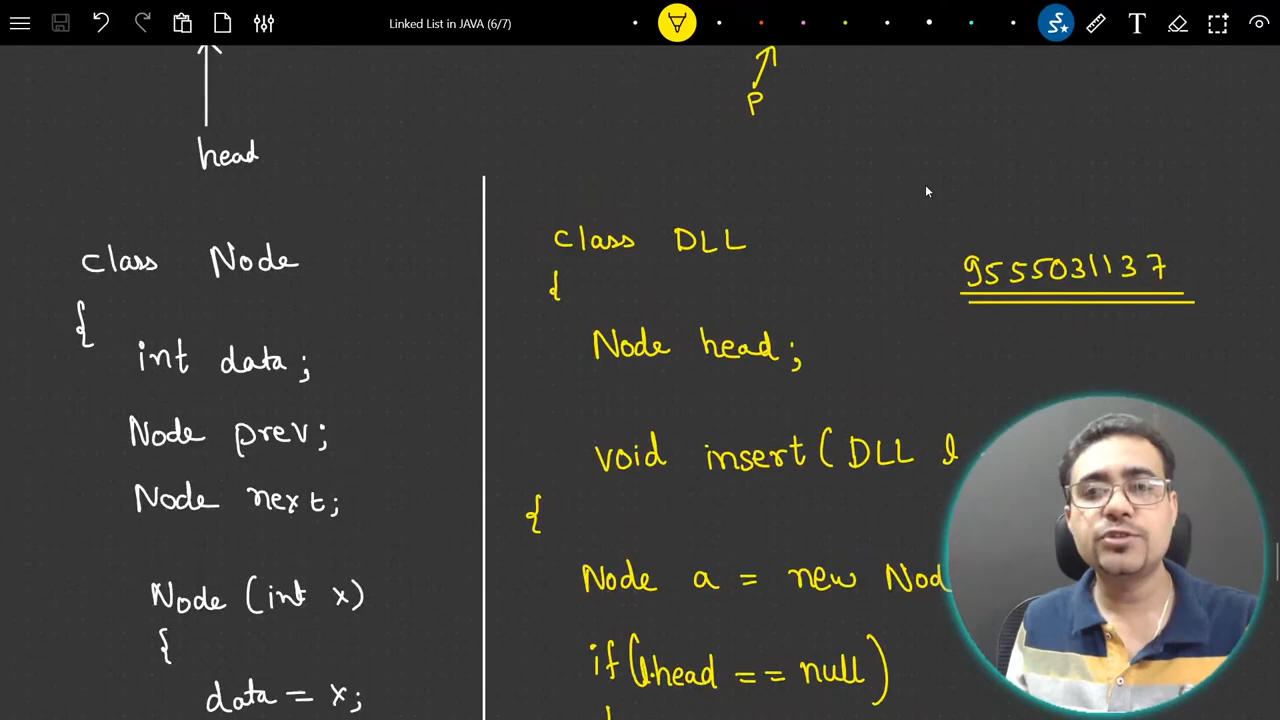 Linked List in JAVA (6/7)
T
P
head
class Node
{
int data;
Node prev;
Node next;
Node (int x)
{
data = x;
class DLL
{
Node head;
void insert( DLL l
{
Node a = new Nod
if(l.head == null)
9555031137